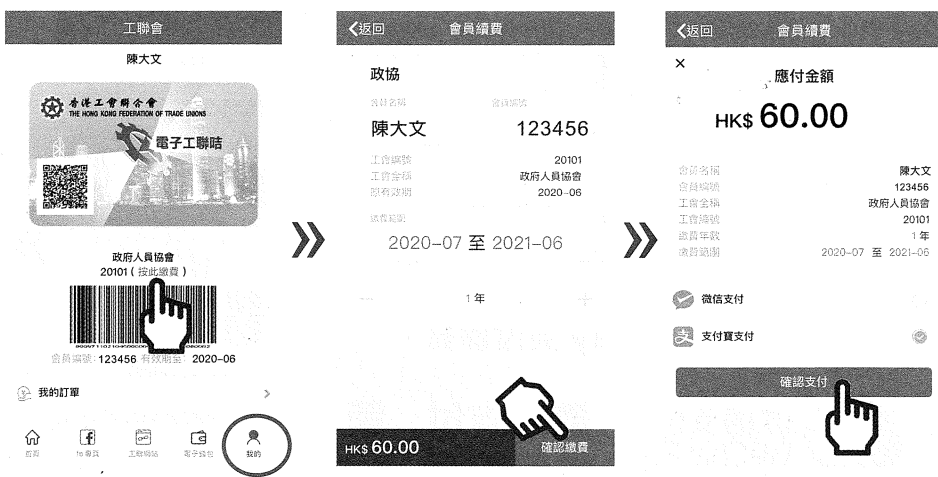 工聯會
陳大文
香港工會聯合會
THE HONG KONG FEDERATION OF TRADE UNIONS
電子工聯咭
政府人員協會
20101 ( 按此繳費 )
會員編號: 123456 有效期至: 2020-06
我的訂單
首頁
fb 專頁
工聯網站
電子錢包
我的
返回
會員續費
政協
會員名稱
會員編號
陳大文
123456
工會編號
20101
工會全稱
政府人員協會
原有效期
2020-06
繳費範圍
2020-07 至 2021-06
1 年
HK$ 60.00
確認繳費
返回
會員續費
應付金額
HK$ 60.00
會員名稱
陳大文
會員編號
123456
工會全稱
政府人員協會
工會編號
20101
繳費年數
1 年
繳費範圍
2020-07 至 2021-06
微信支付
支付寶支付
確認支付